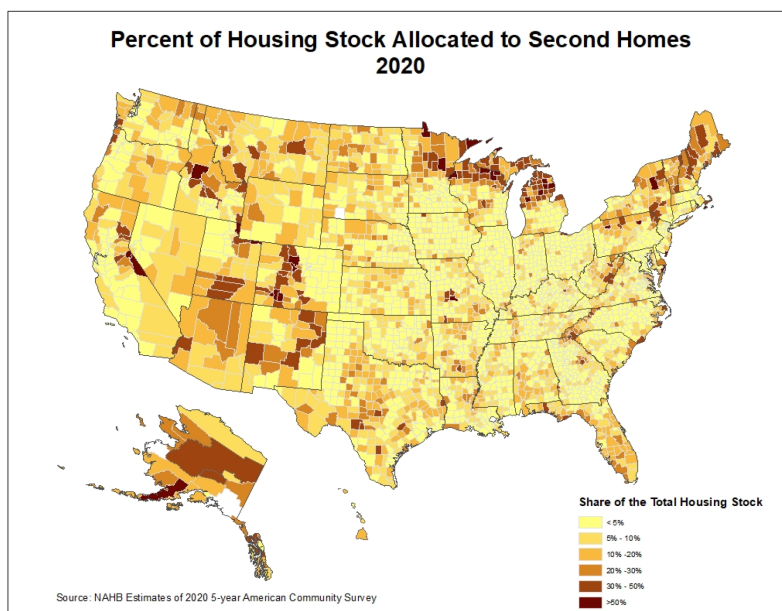 Percent of Housing Stock Allocated to Second Homes
2020
Share of the Total Housing Stock
< 5%
5% - 10%
10% -20%
20% -30%
30% - 50%
>50%
Source: NAHB Estimates of 2020 5-year American Community Survey